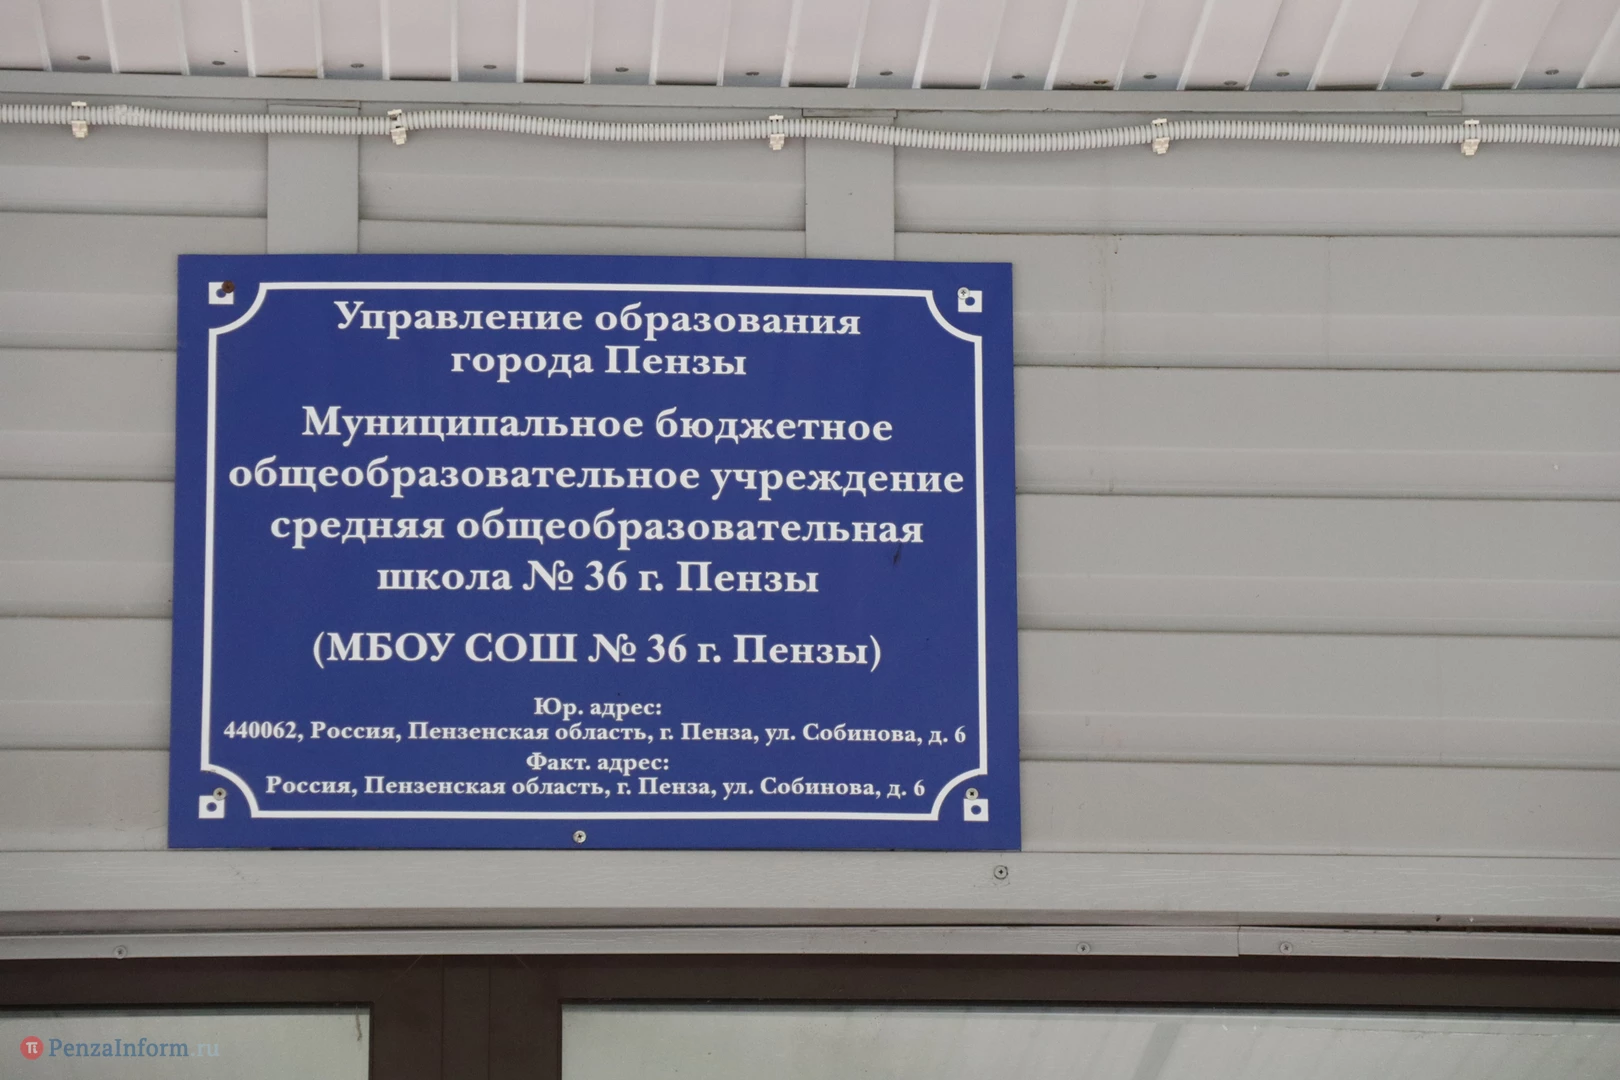 Управление образования
города Пензы
Муниципальное бюджетное
общеобразовательное учреждение
средняя общеобразовательная
школа № 36 г. Пензы
(МБОУ СОШ № 36 г. Пензы)
Юр. адрес:
440062, Россия, Пензенская область, г. Пенза, ул. Собинова, д. 6
Факт. адрес:
Россия, Пензенская область, г. Пенза, ул. Собинова, д. 6
π PenzaInform.ru